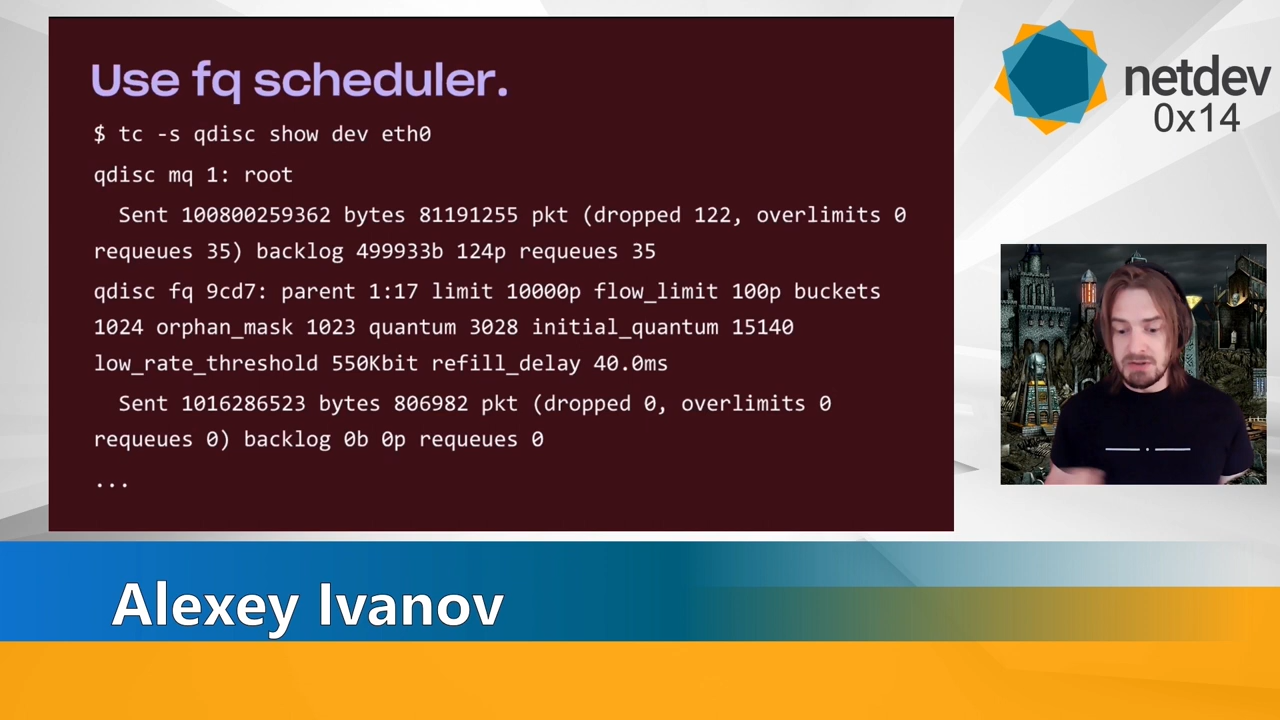 Use fq scheduler.
$ tc -s qdisc show dev eth0
qdisc mq 1: root
Sent 100800259362 bytes 81191255 pkt (dropped 122, overlimits 0
requeues 35) backlog 499933b 124p requeues 35
qdisc fq 9cd7: parent 1:17 limit 10000p flow_limit 100p buckets
1024 orphan_mask 1023 quantum 3028 initial_quantum 15140
low_rate_threshold 550Kbit refill_delay 40.0ms
Sent 1016286523 bytes 806982 pkt (dropped 0, overlimits 0
requeues 0) backlog 0b 0p requeues 0
...
netdev
0x14
Alexey Ivanov